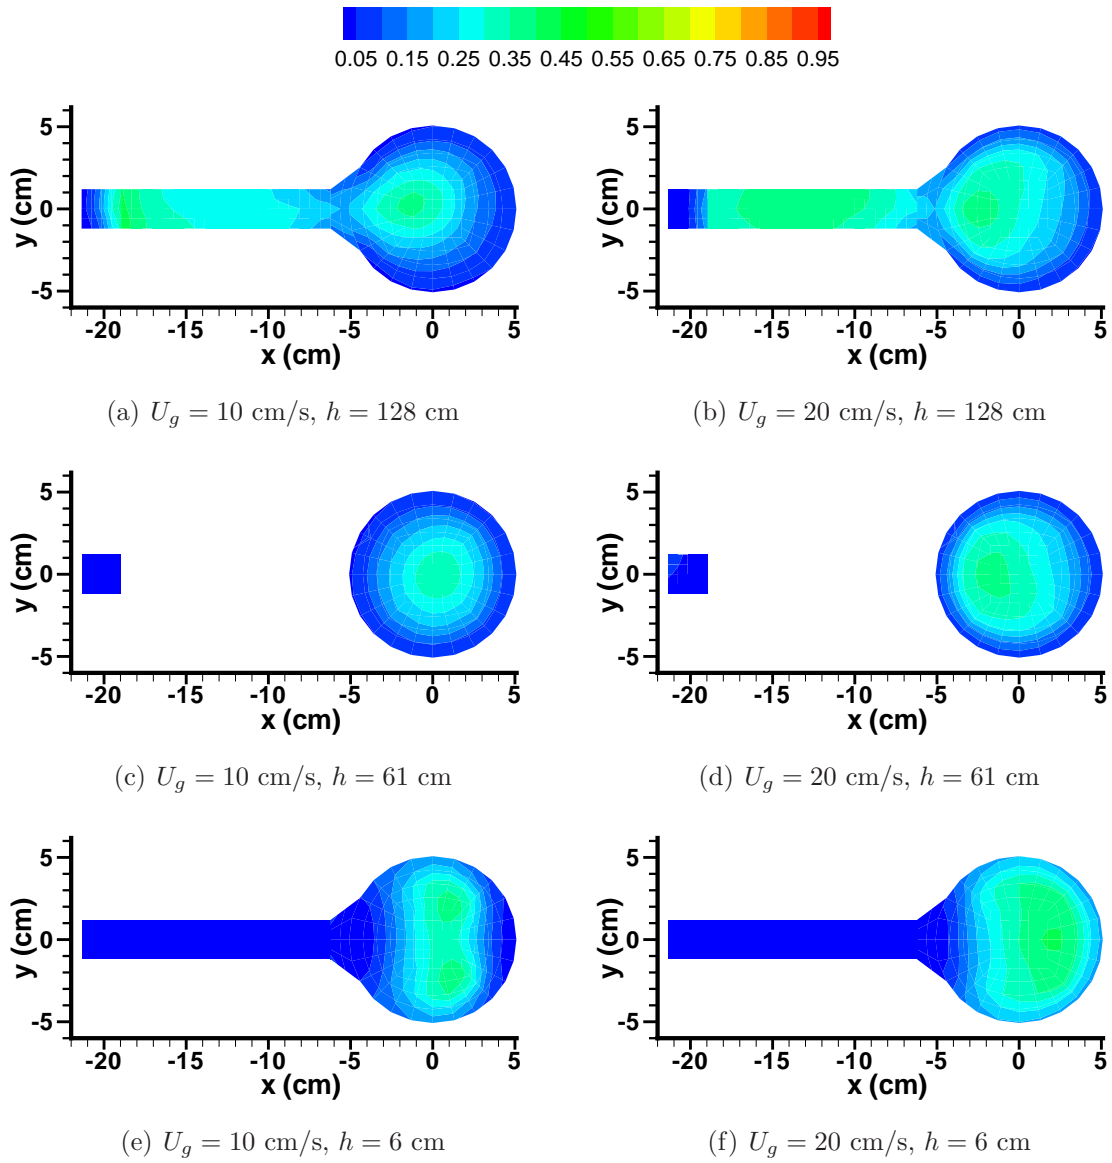 0.05 0.15 0.25 0.35 0.45 0.55 0.65 0.75 0.85 0.95
5
0
-5
y (cm)
-20 -15 -10 -5 0 5
x (cm)
(a) U_g = 10 cm/s, h = 128 cm
5
0
-5
y (cm)
-20 -15 -10 -5 0 5
x (cm)
(b) U_g = 20 cm/s, h = 128 cm
5
0
-5
y (cm)
-20 -15 -10 -5 0 5
x (cm)
(c) U_g = 10 cm/s, h = 61 cm
5
0
-5
y (cm)
-20 -15 -10 -5 0 5
x (cm)
(d) U_g = 20 cm/s, h = 61 cm
5
0
-5
y (cm)
-20 -15 -10 -5 0 5
x (cm)
(e) U_g = 10 cm/s, h = 6 cm
5
0
-5
y (cm)
-20 -15 -10 -5 0 5
x (cm)
(f) U_g = 20 cm/s, h = 6 cm